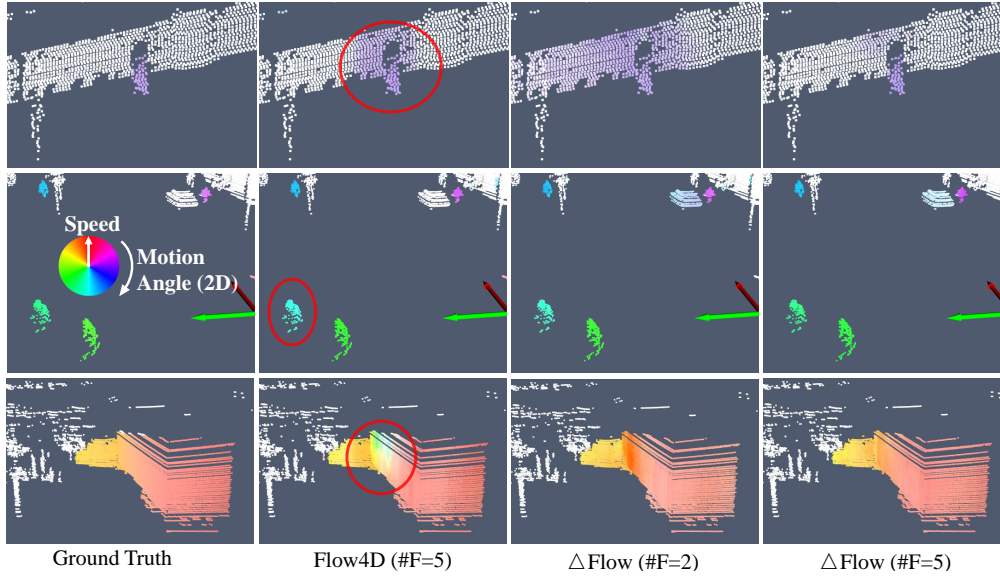 Speed
Motion
Angle (2D)
Ground Truth
Flow4D (#F=5)
△Flow (#F=2)
△Flow (#F=5)